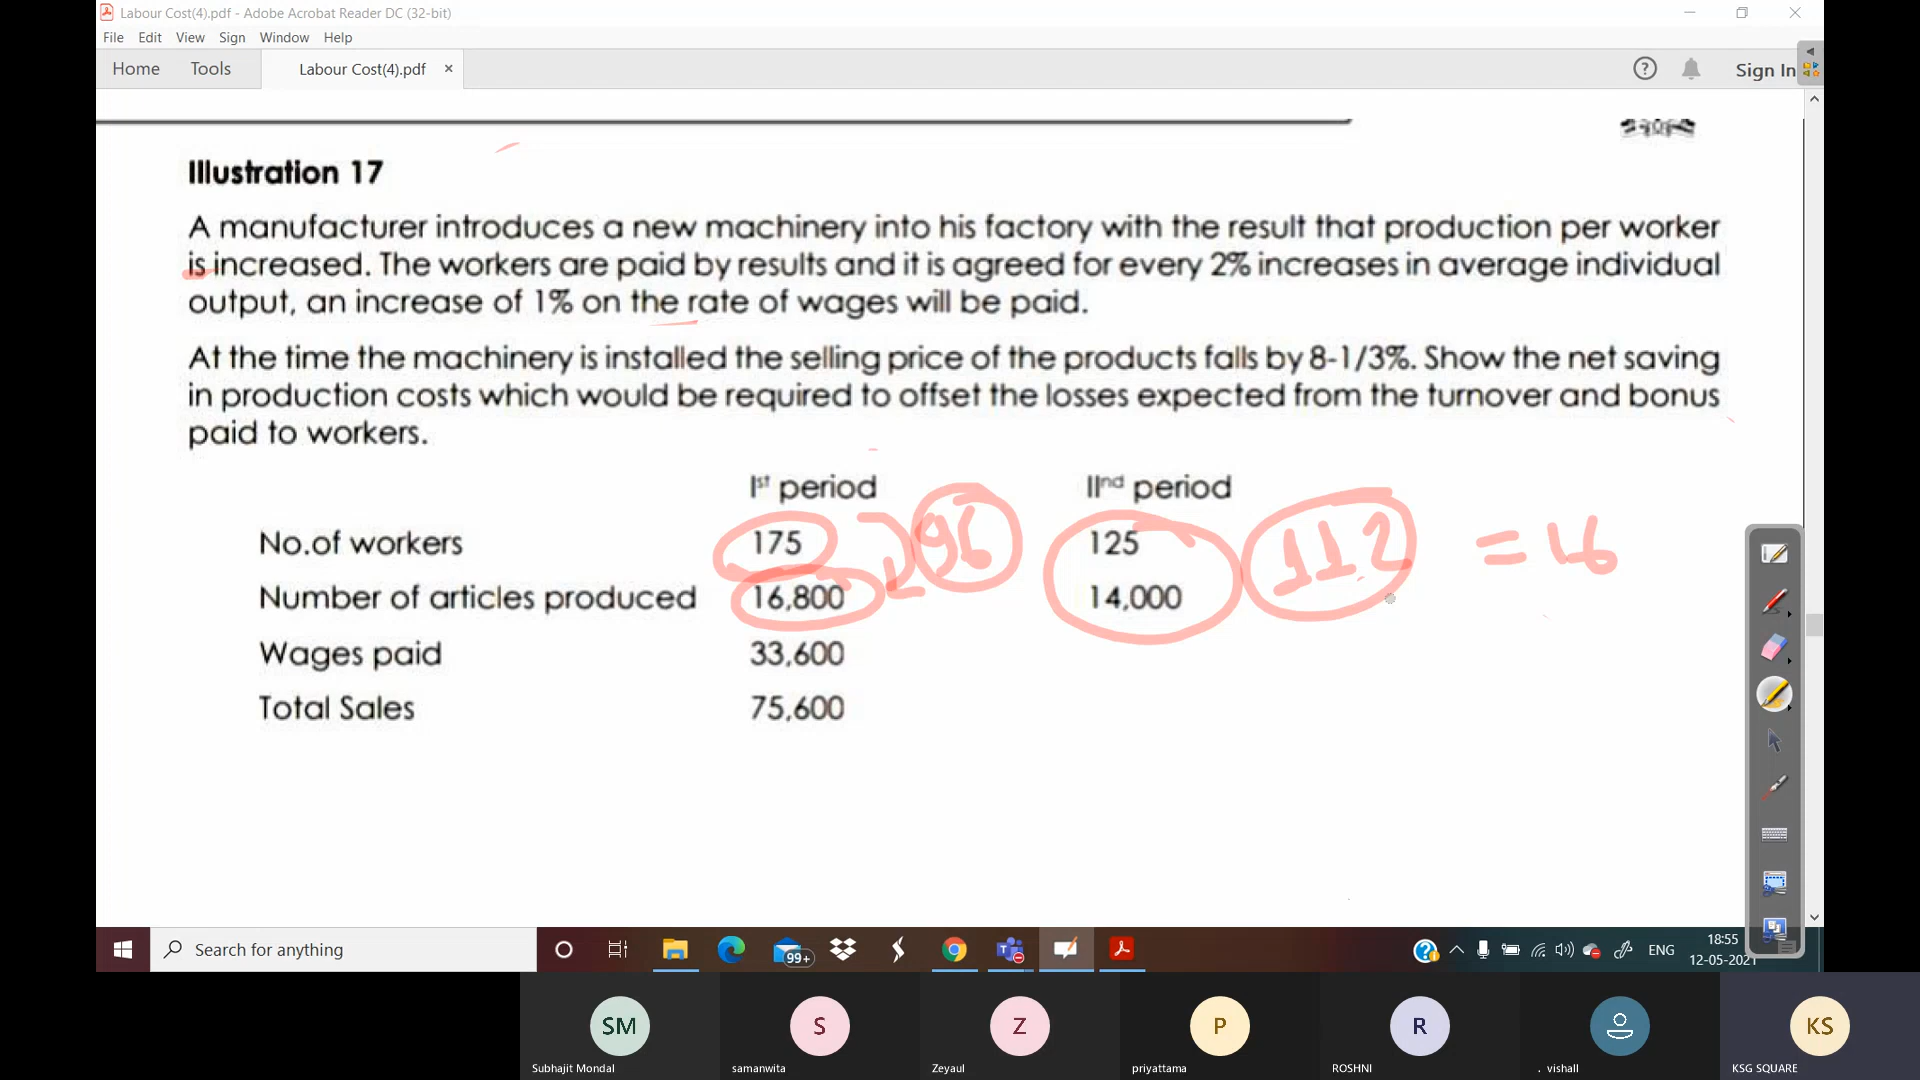 Labour Cost(4).pdf - Adobe Acrobat Reader DC (32-bit)
File Edit View Sign Window Help
Home Tools Labour Cost(4).pdf × Sign In
Illustration 17
A manufacturer introduces a new machinery into his factory with the result that production per worker
is increased. The workers are paid by results and it is agreed for every 2% increases in average individual
output, an increase of 1% on the rate of wages will be paid.
At the time the machinery is installed the selling price of the products falls by 8-1/3%. Show the net saving
in production costs which would be required to offset the losses expected from the turnover and bonus
paid to workers.
Ist period IInd period
No.of workers 175 96 125 112 = 16
Number of articles produced 16,800 14,000
Wages paid 33,600
Total Sales 75,600
Search for anything 99+ ENG 18:55
12-05-2021
SM S Z P R KS
Subhajit Mondal samanwita Zeyaul priyattama ROSHNI . vishall KSG SQUARE